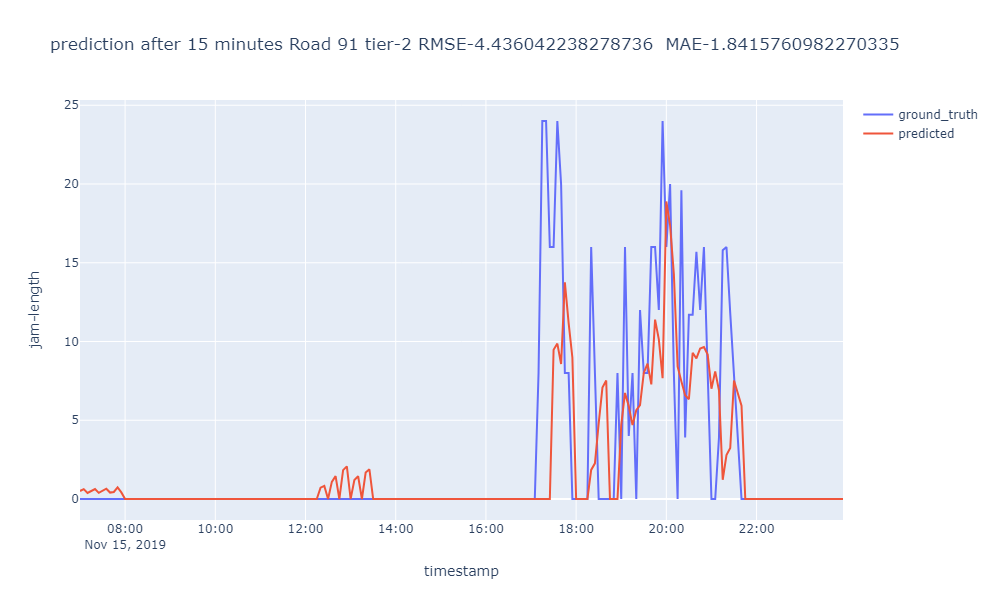 prediction after 15 minutes Road 91 tier-2 RMSE-4.436042238278736  MAE-1.8415760982270335
ground_truth
predicted
jam-length
25
20
15
10
5
0
08:00 10:00 12:00 14:00 16:00 18:00 20:00 22:00
Nov 15, 2019
timestamp